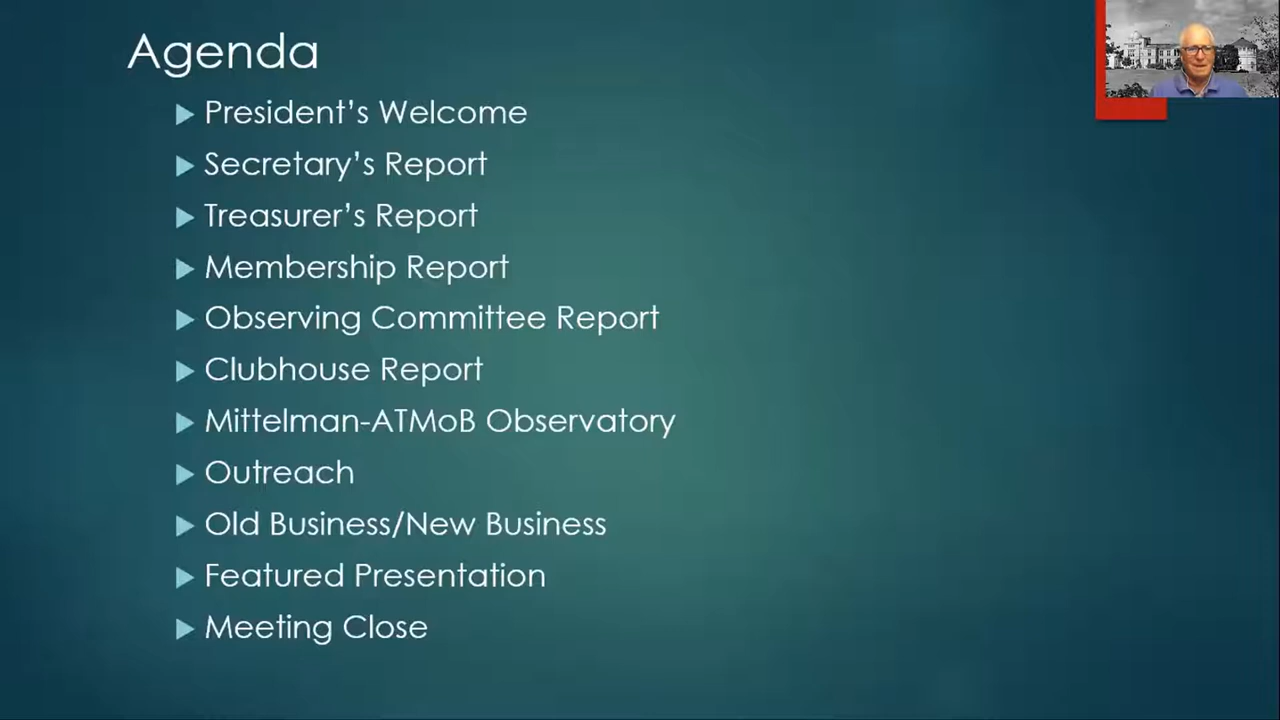 Agenda
President’s Welcome
Secretary’s Report
Treasurer’s Report
Membership Report
Observing Committee Report
Clubhouse Report
Mittelman-ATMoB Observatory
Outreach
Old Business/New Business
Featured Presentation
Meeting Close